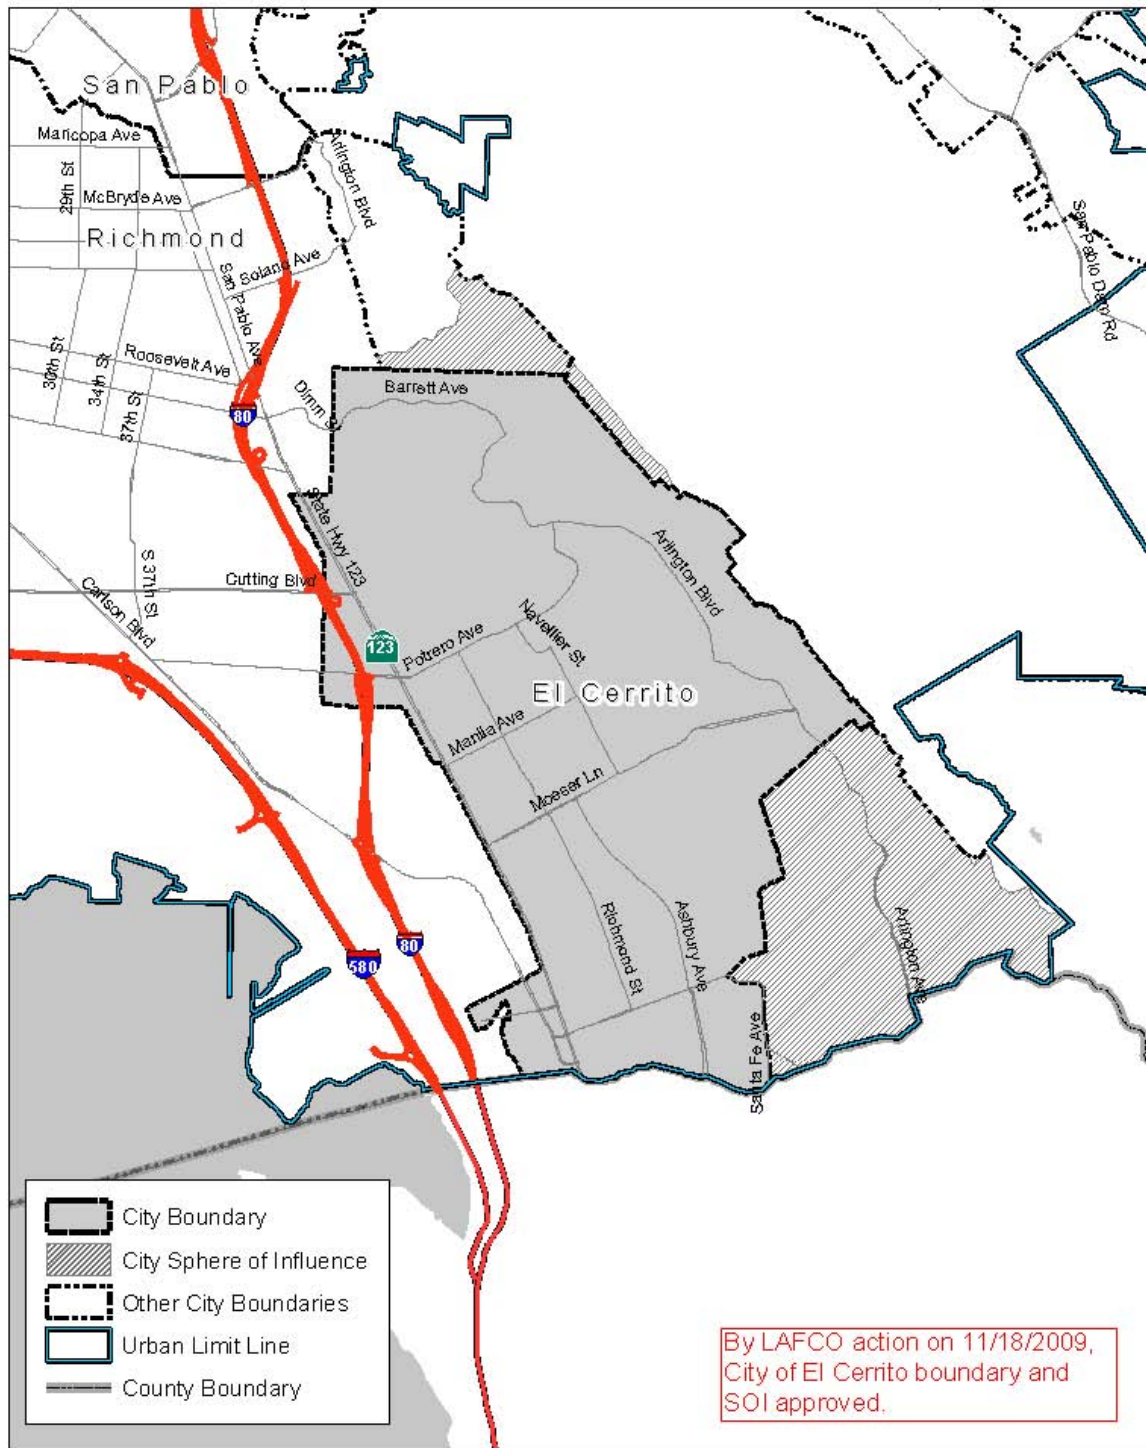 San Pablo
Maricopa Ave
29th St
McBryde Ave
Arlington Blvd
Richmond
Solano Ave
San Pablo Ave
San Pablo Dam Rd
Roosevelt Ave
30th St
34th St
37th St
80
Dimm S
Barrett Ave
State Hwy 123
Arlington Blvd
Cutting Blvd
S 37th St
Carlson Blvd
123
Potrero Ave
Navellier St
El Cerrito
Manila Ave
Moeser Ln
Richmond St
Ashbury Ave
Arlington Ave
80
580
Santa Fe Ave
City Boundary
City Sphere of Influence
Other City Boundaries
Urban Limit Line
County Boundary
By LAFCO action on 11/18/2009,
City of El Cerrito boundary and
SOI approved.